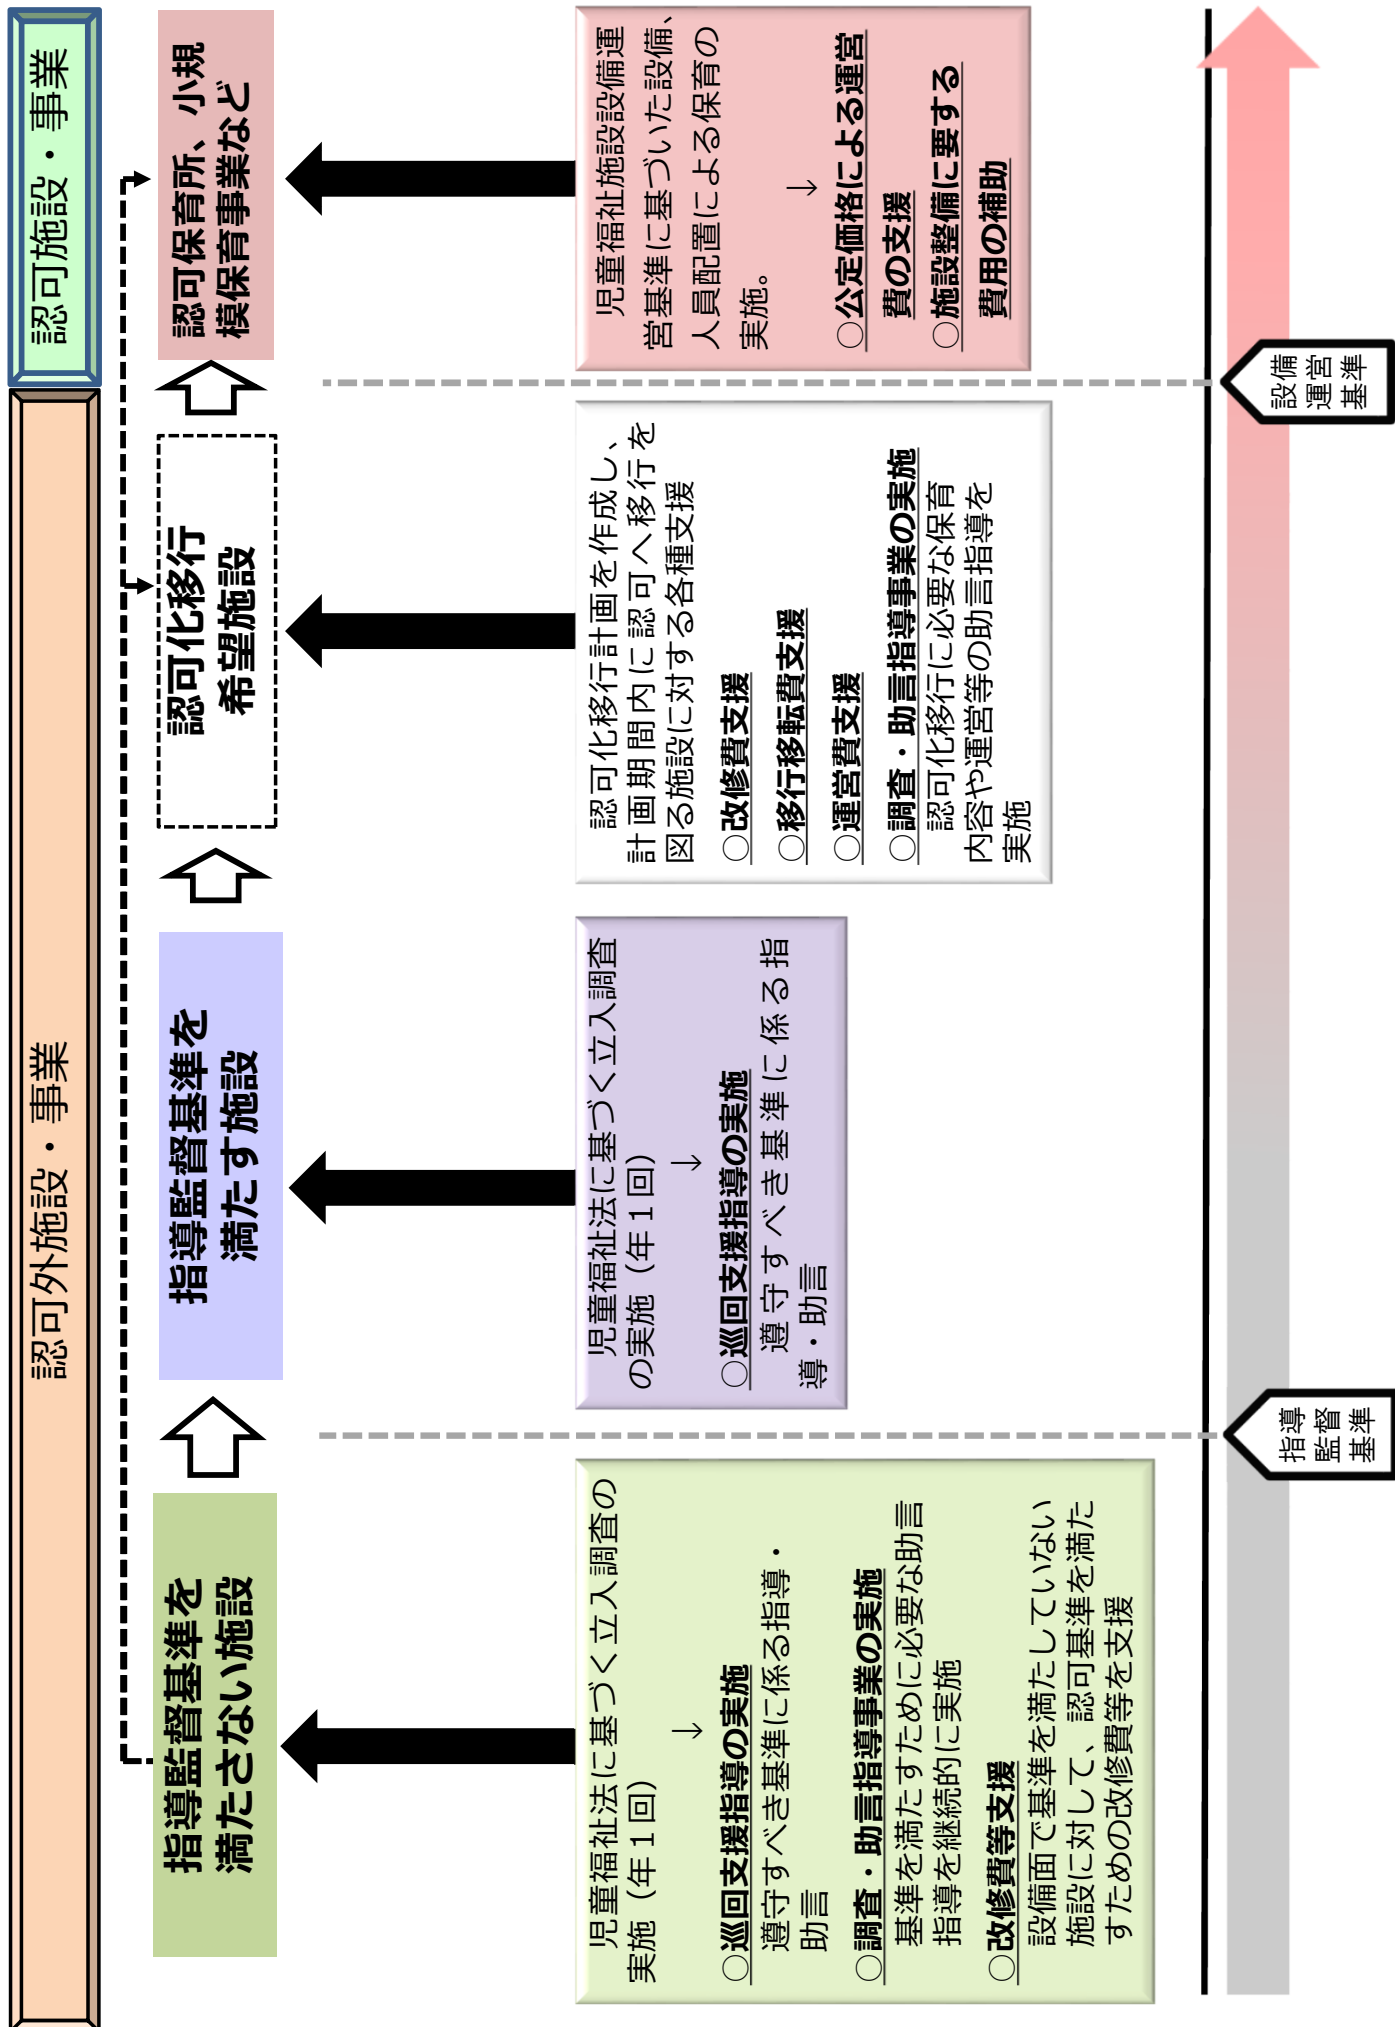 認可外施設・事業
認可施設・事業
指導監督基準を
満たさない施設
指導監督基準を
満たす施設
認可化移行
希望施設
認可保育所、小規
模保育事業など
児童福祉法に基づく立入調査の
実施（年１回）
↓
○巡回支援指導の実施
遵守すべき基準に係る指導・
助言
○調査・助言指導事業の実施
基準を満たすために必要な助言
指導を継続的に実施
○改修費等支援
設備面で基準を満たしていない
施設に対して、認可基準を満た
すための改修費等を支援
児童福祉法に基づく立入調査
の実施（年１回）
↓
○巡回支援指導の実施
遵守すべき基準に係る指
導・助言
認可化移行計画を作成し、
計画期間内に認可へ移行を
図る施設に対する各種支援
○改修費支援
○移行移転費支援
○運営費支援
○調査・助言指導事業の実施
認可化移行に必要な保育
内容や運営等の助言指導を
実施
児童福祉施設設備運
営基準に基づいた設備、
人員配置による保育の
実施。
↓
○公定価格による運営
費の支援
○施設整備に要する
費用の補助
指導
監督
基準
設備
運営
基準